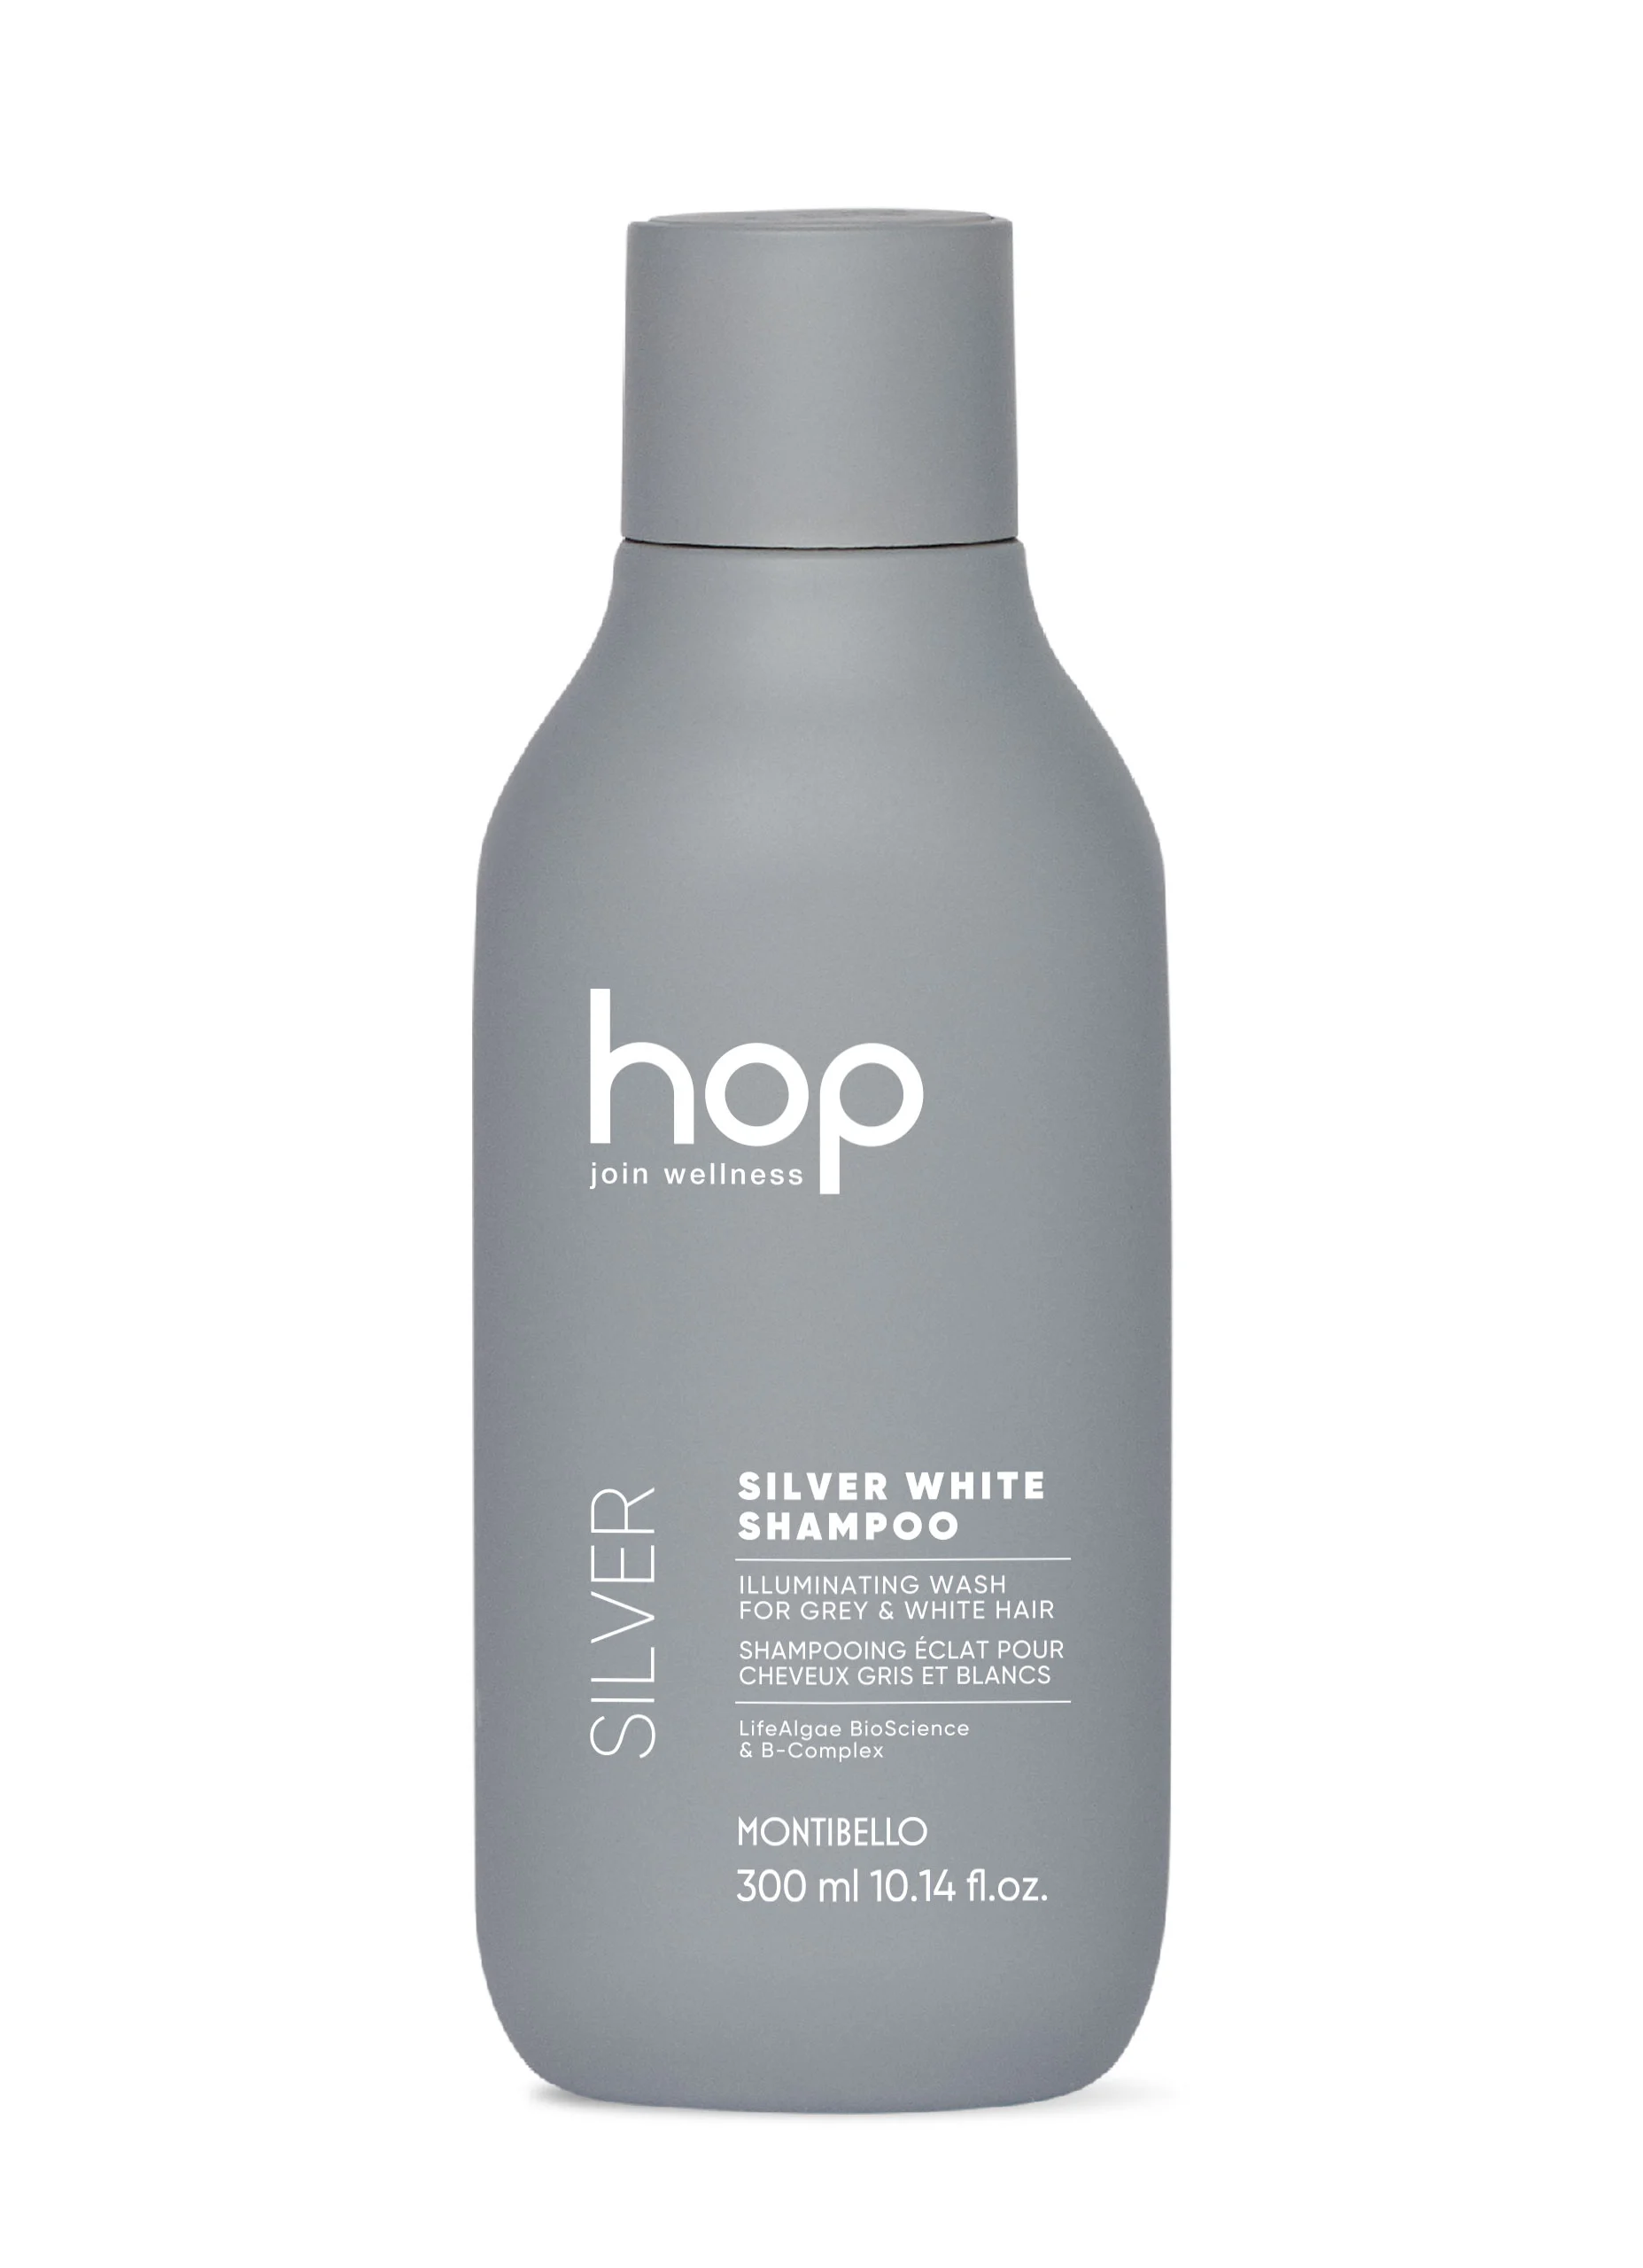 hop
join wellness
SILVER
SILVER WHITE
SHAMPOO
ILLUMINATING WASH
FOR GREY & WHITE HAIR
SHAMPOOING ÉCLAT POUR
CHEVEUX GRIS ET BLANCS
LifeAlgae BioScience
& B-Complex
MONTIBELLO
300 ml 10.14 fl.oz.